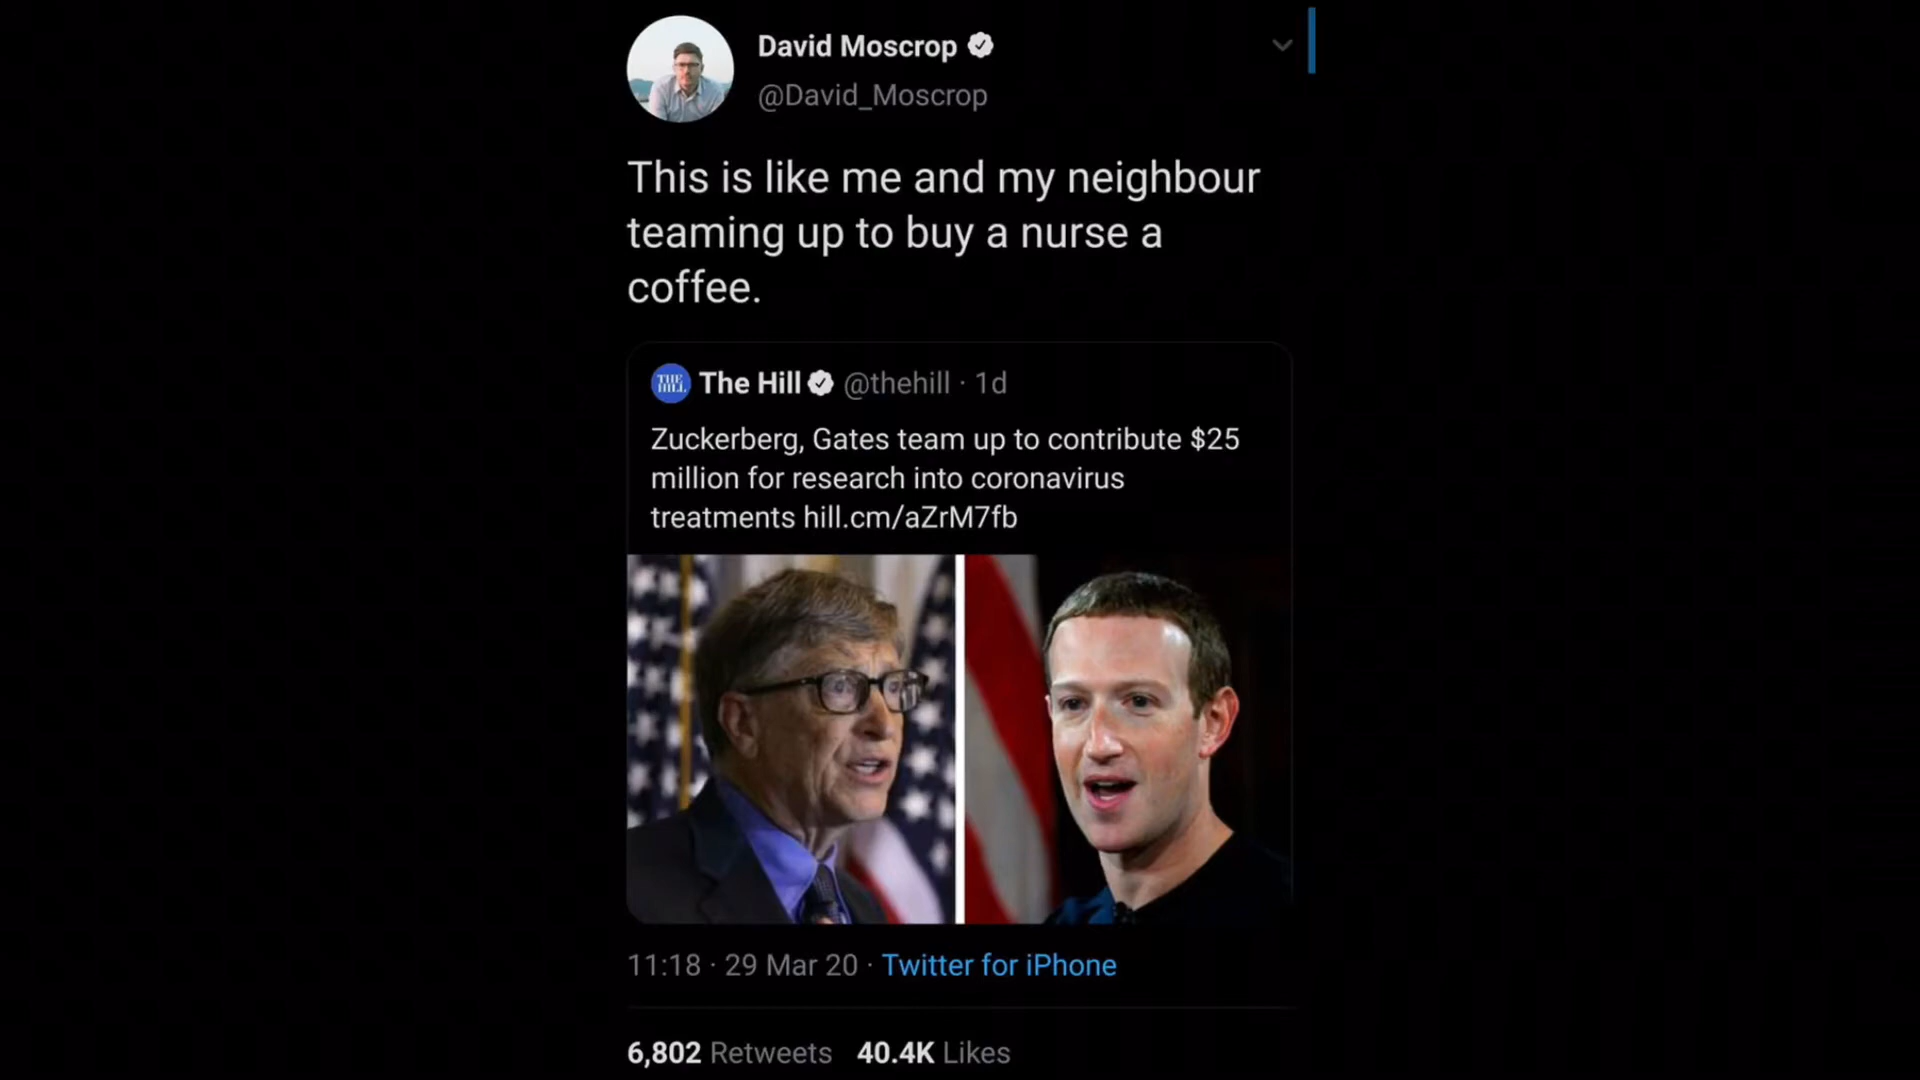 David Moscrop
@David_Moscrop
This is like me and my neighbour
teaming up to buy a nurse a
coffee.
THE
HILL
The Hill @thehill · 1d
Zuckerberg, Gates team up to contribute $25
million for research into coronavirus
treatments hill.cm/aZrM7fb
11:18 · 29 Mar 20 · Twitter for iPhone
6,802 Retweets 40.4K Likes